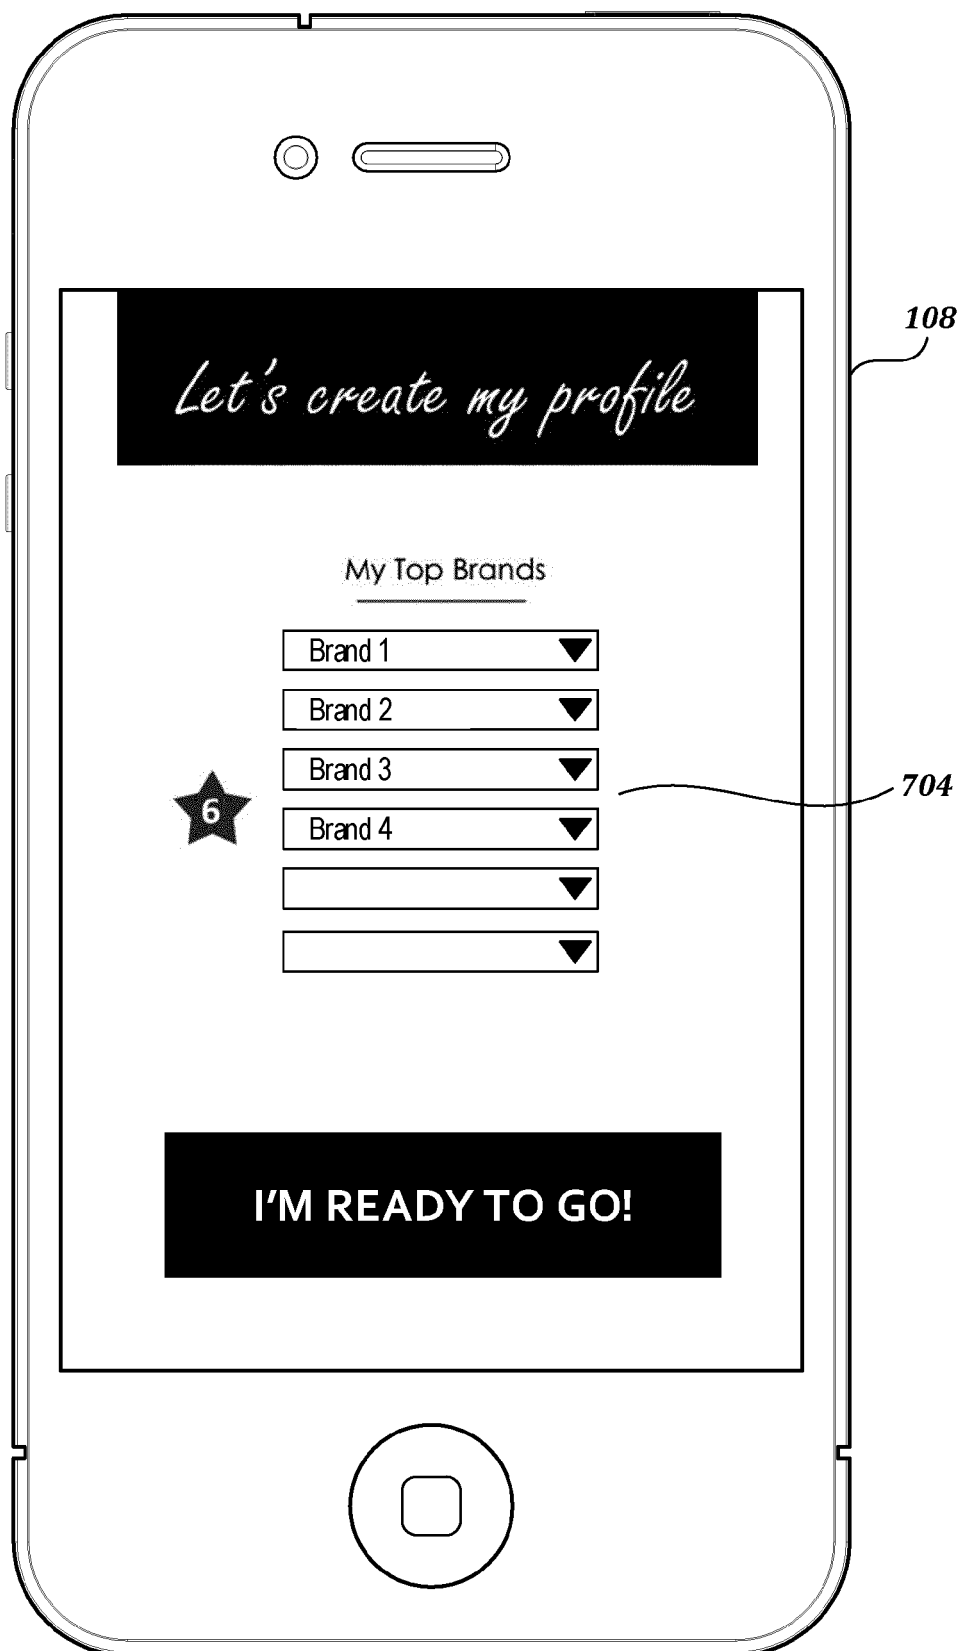 108
Let's create my profile
My Top Brands
Brand 1
Brand 2
Brand 3
704
6
Brand 4
I'M READY TO GO!